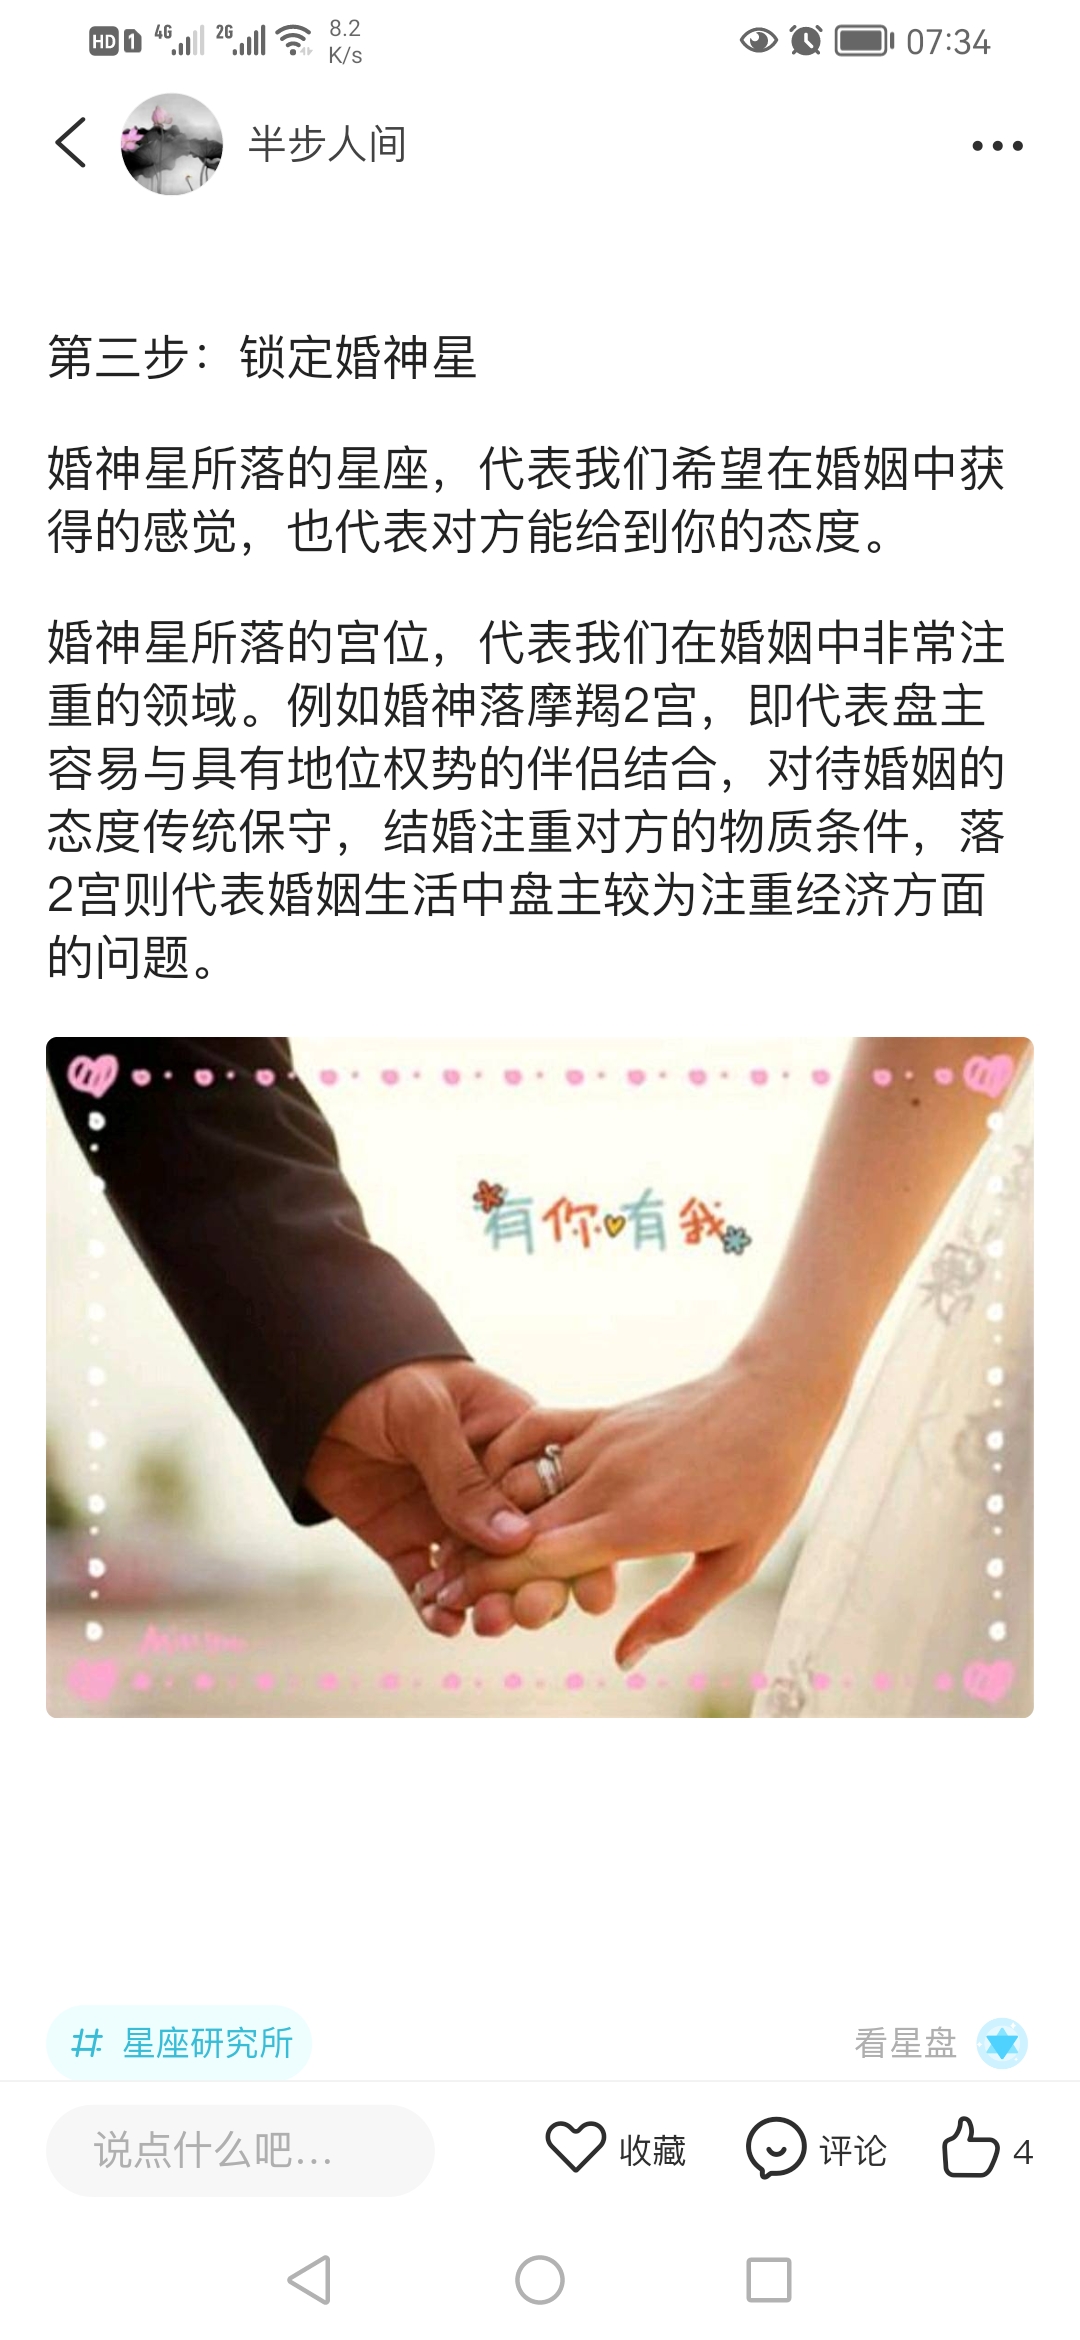 HD 1 4G 2G 8.2 K/s 07:34
半步人间
第三步：锁定婚神星
婚神星所落的星座，代表我们希望在婚姻中获
得的感觉，也代表对方能给到你的态度。
婚神星所落的宫位，代表我们在婚姻中非常注
重的领域。例如婚神落摩羯2宫，即代表盘主
容易与具有地位权势的伴侣结合，对待婚姻的
态度传统保守，结婚注重对方的物质条件，落
2宫则代表婚姻生活中盘主较为注重经济方面
的问题。
有你有我
# 星座研究所
看星盘
说点什么吧...
收藏
评论
4